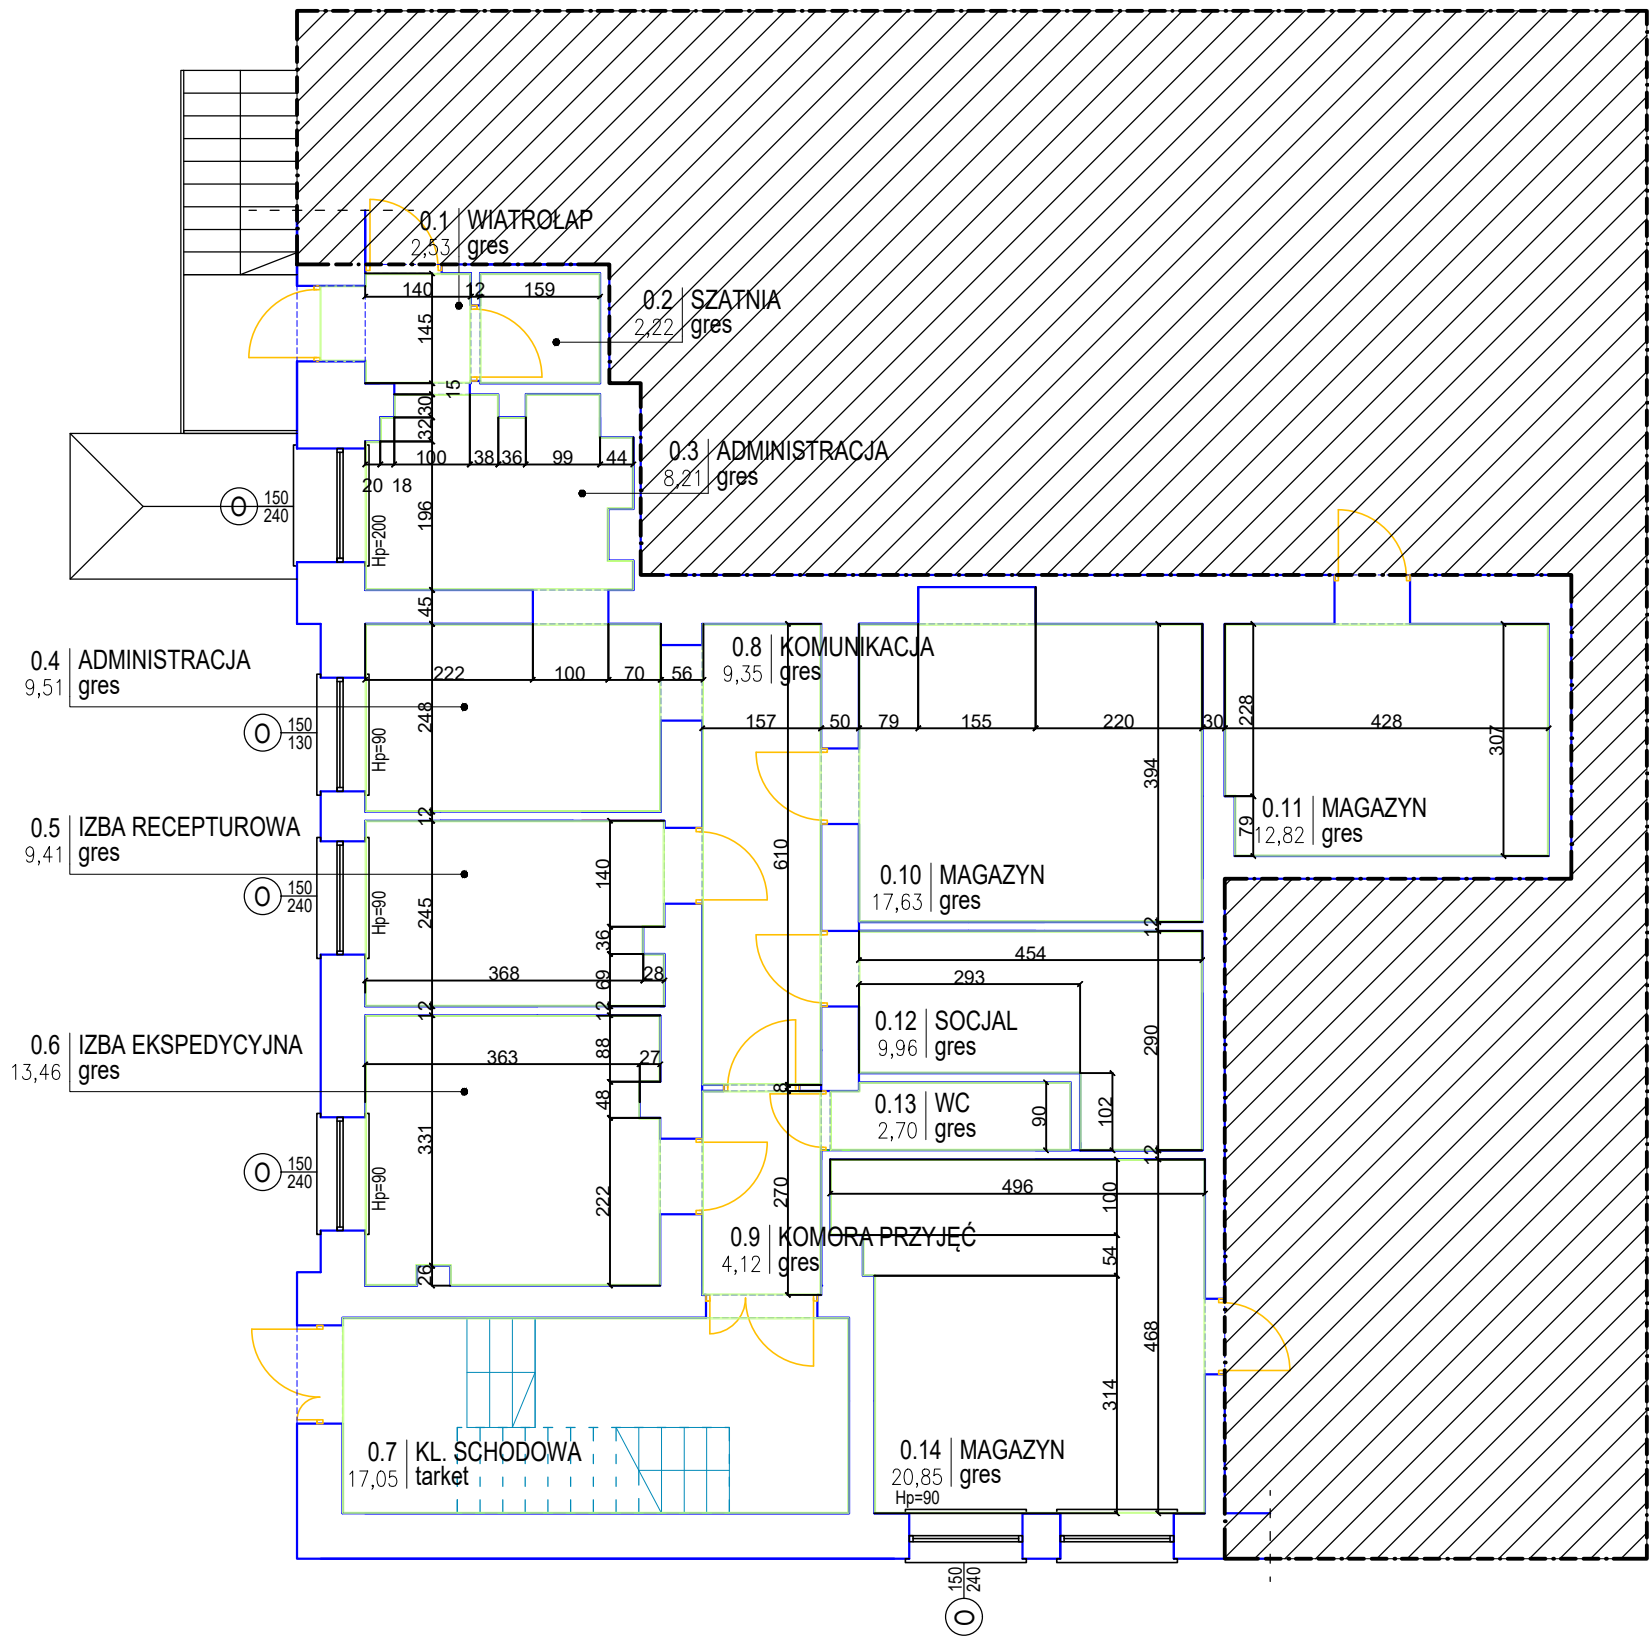 0.1 WIATROŁAP
2,53 gres
140 12 159
0.2 SZATNIA
2,22 gres
145
15
30
32
0.3 ADMINISTRACJA
8,21 gres
100 38 36 99 44
20 18
196
O 150
240
Hp=200
45
0.4 ADMINISTRACJA
9,51 gres
222 100 70 56
0.8 KOMUNIKACJA
9,35 gres
248
157 50 79 155 220 30 428
228
307
O 150
130
Hp=90
394
12
0.5 IZBA RECEPTUROWA
9,41 gres
0.11 MAGAZYN
12,82 gres
79
610
140
0.10 MAGAZYN
17,63 gres
O 150
240
Hp=90
245
36
12
454
368 28
69
293
12 12
0.12 SOCJAL
9,96 gres
290
0.6 IZBA EKSPEDYCYJNA
13,46 gres
88
363 27
8
48
0.13 WC
2,70 gres
90
102
331
12
O 150
240
Hp=90
222
270
496
100
0.9 KOMORA PRZYJĘĆ
4,12 gres
54
26
468
314
0.7 KL. SCHODOWA
17,05 tarket
0.14 MAGAZYN
20,85 gres
Hp=90
O 150
240